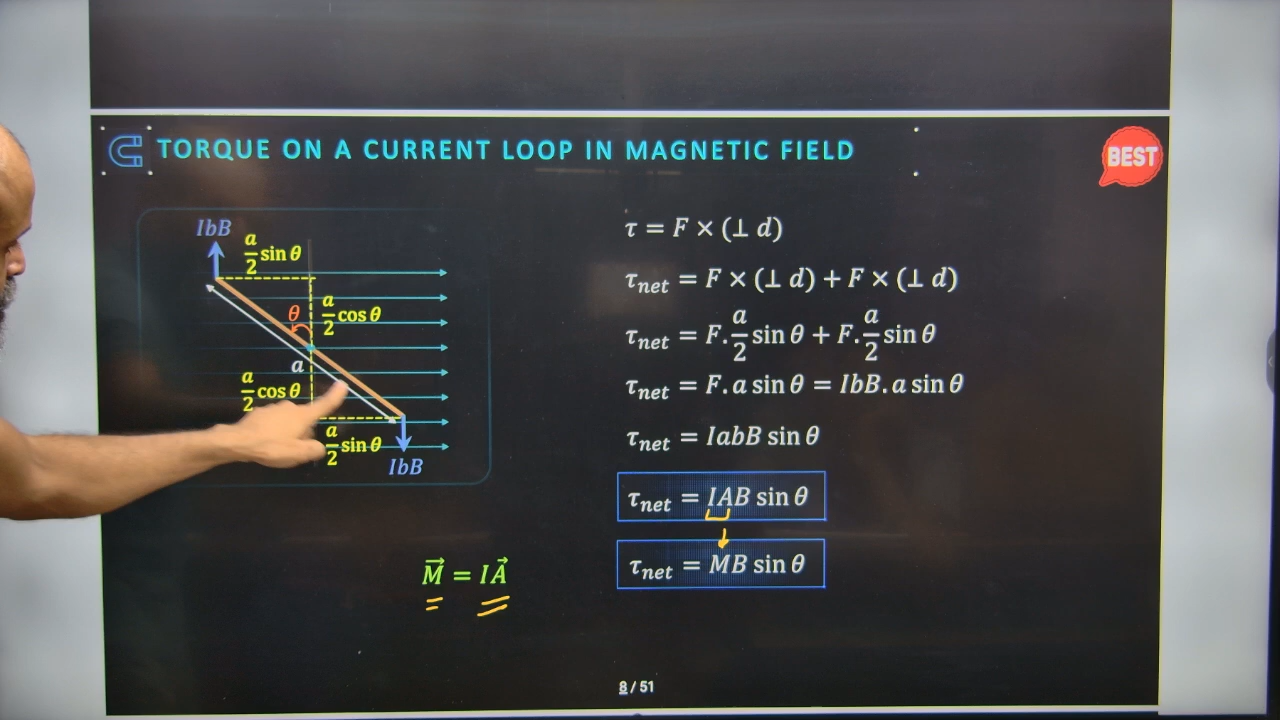 TORQUE ON A CURRENT LOOP IN MAGNETIC FIELD
BEST
IbB
a/2 sin θ
θ
a/2 cos θ
a
a/2 cos θ
a/2 sin θ
IbB
τ = F × (⊥ d)
τnet = F × (⊥ d) + F × (⊥ d)
τnet = F. a/2 sin θ + F. a/2 sin θ
τnet = F. a sin θ = IbB. a sin θ
τnet = IabB sin θ
τnet = IAB sin θ
τnet = MB sin θ
M⃗ = IA⃗
8 / 51